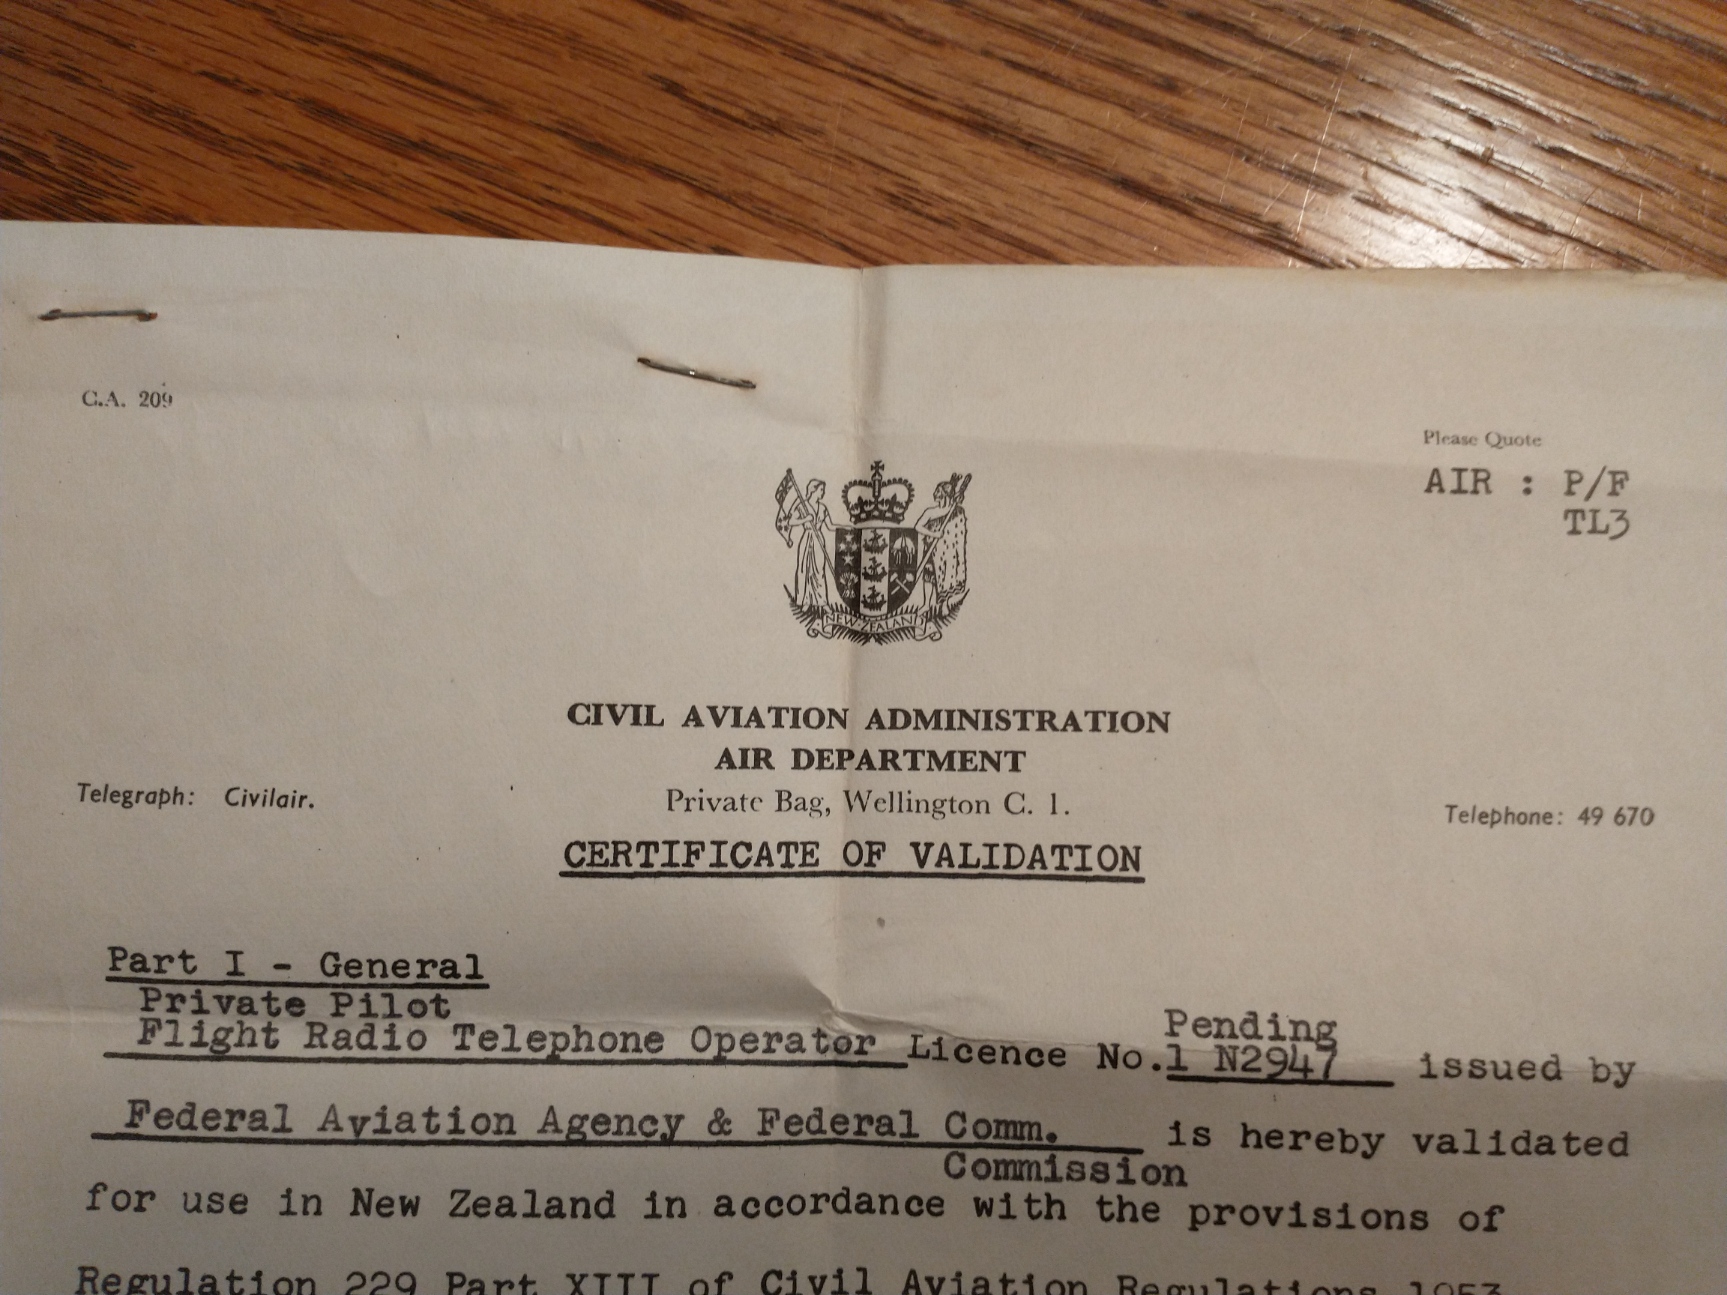 C.A. 209
Please Quote
AIR : P/F
TL3
NEW ZEALAND
CIVIL AVIATION ADMINISTRATION
AIR DEPARTMENT
Telegraph: Civilair.
Private Bag, Wellington C. 1.
Telephone: 49 670
CERTIFICATE OF VALIDATION
Part I - General
Private Pilot
Pending
Flight Radio Telephone Operator Licence No.1 N2947 issued by
Federal Aviation Agency & Federal Comm. is hereby validated
Commission
for use in New Zealand in accordance with the provisions of
Regulation 229 Part XIII of Civil Aviation Regulations 1953